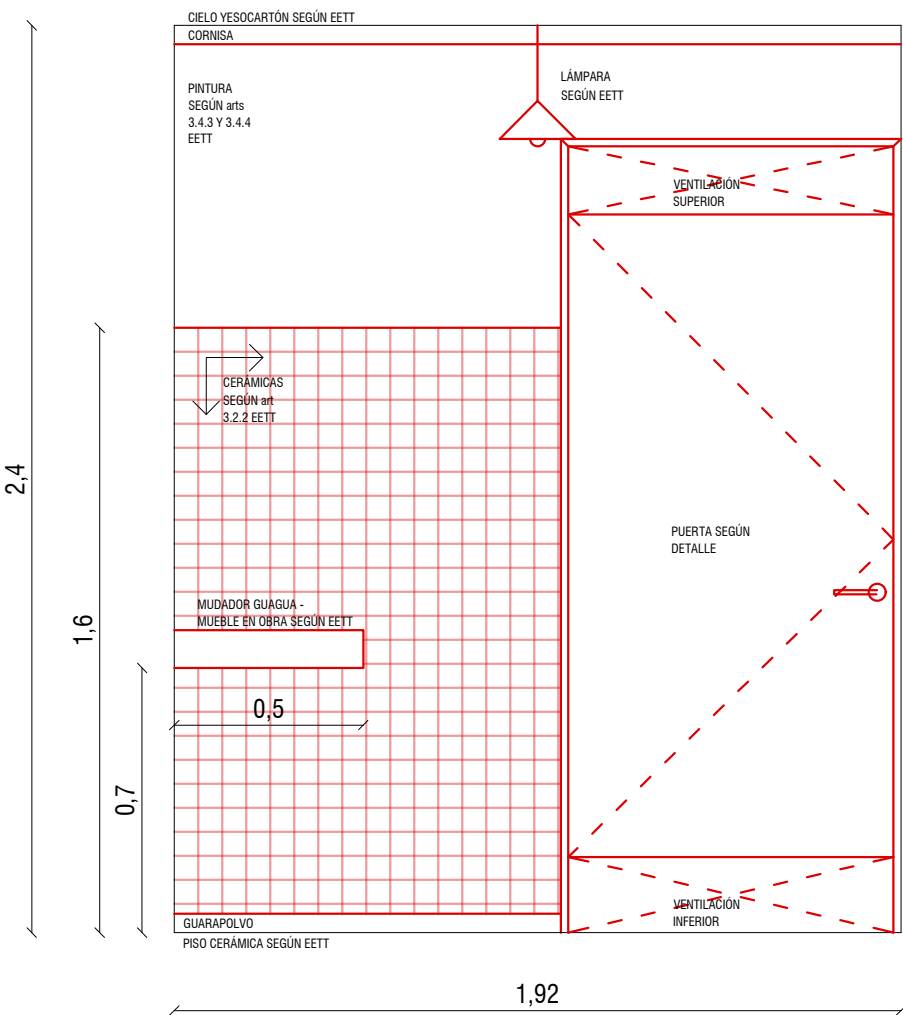 CIELO YESOCARTÓN SEGÚN EETT
CORNISA
PINTURA
SEGÚN arts
3.4.3 Y 3.4.4
EETT
LÁMPARA
SEGÚN EETT
VENTILACIÓN
SUPERIOR
CERÁMICAS
SEGÚN art
3.2.2 EETT
2,4
1,6
PUERTA SEGÚN
DETALLE
MUDADOR GUAGUA -
MUEBLE EN OBRA SEGÚN EETT
0,5
0,7
VENTILACIÓN
INFERIOR
GUARAPOLVO
PISO CERÁMICA SEGÚN EETT
1,92